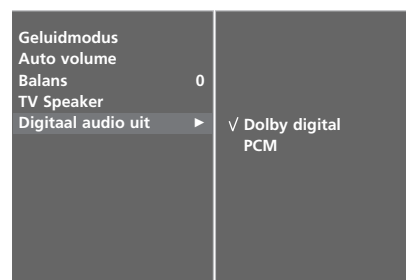 Geluidmodus
Auto volume
Balans 0
TV Speaker
Digitaal audio uit ►
√ Dolby digital
PCM